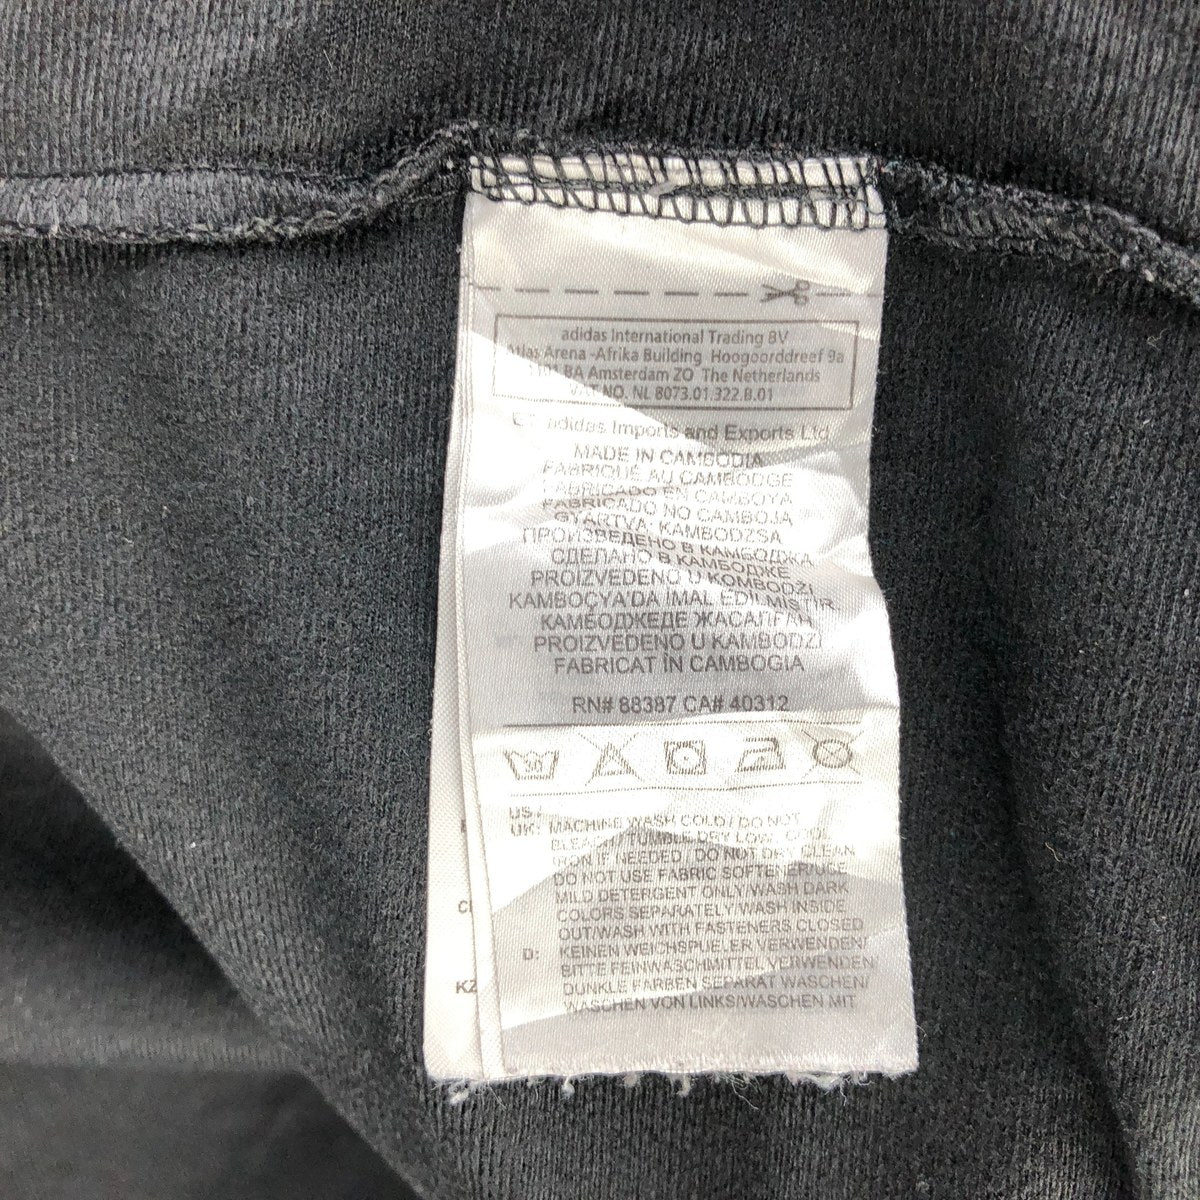 adidas International Trading BV
Atlas Arena -Afrika Building Hoogoorddreef 9a
1101 BA Amsterdam ZO The Netherlands
VAT NO. NL 8073.01.322.B.01
adidas Imports and Exports Ltd
MADE IN CAMBODIA
FABRIQUÉ AU CAMBODGE
FABRICADO EN CAMBOYA
FABRICADO NO CAMBOJA
GYÁRTVA: KAMBODZSA
ПРОИЗВЕДЕНО В КАМБОДЖА
СДЕЛАНО В КАМБОДЖЕ
PROIZVEDENO U KOMBODZI
KAMBOÇYA'DA İMAL EDİLMİŞTİR.
КАМБОДЖЕДЕ ЖАСАЛҒАН
PROIZVEDENO U KAMBODZI
FABRICAT ÎN CAMBOGIA
RN# 88387 CA# 40312
30
US /
UK: MACHINE WASH COLD / DO NOT
BLEACH / TUMBLE DRY LOW COOL
IRON IF NEEDED / DO NOT DRY CLEAN
DO NOT USE FABRIC SOFTENER/USE
MILD DETERGENT ONLY/WASH DARK
COLORS SEPARATELY/WASH INSIDE
OUT/WASH WITH FASTENERS CLOSED
D: KEINEN WEICHSPUELER VERWENDEN/
BITTE FEINWASCHMITTEL VERWENDEN
DUNKLE FARBEN SEPARAT WASCHEN/
WASCHEN VON LINKS/WASCHEN MIT
KZ